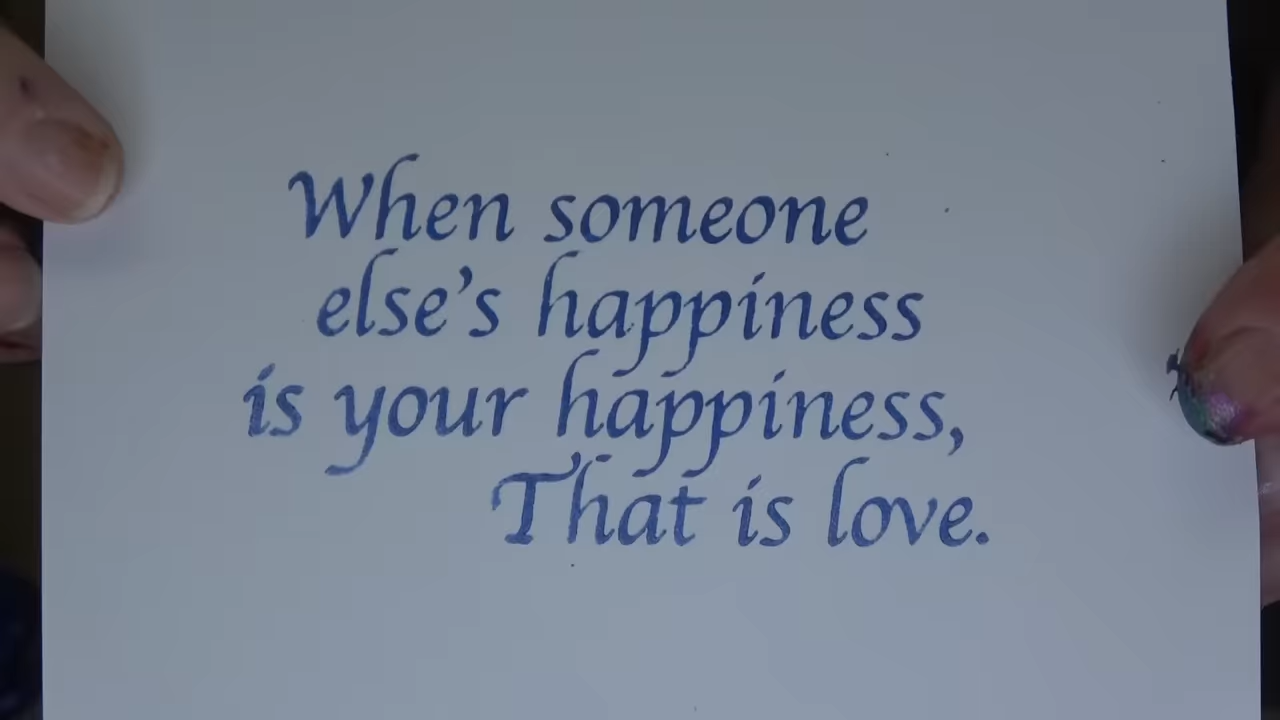 When someone
else's happiness
is your happiness,
That is love.